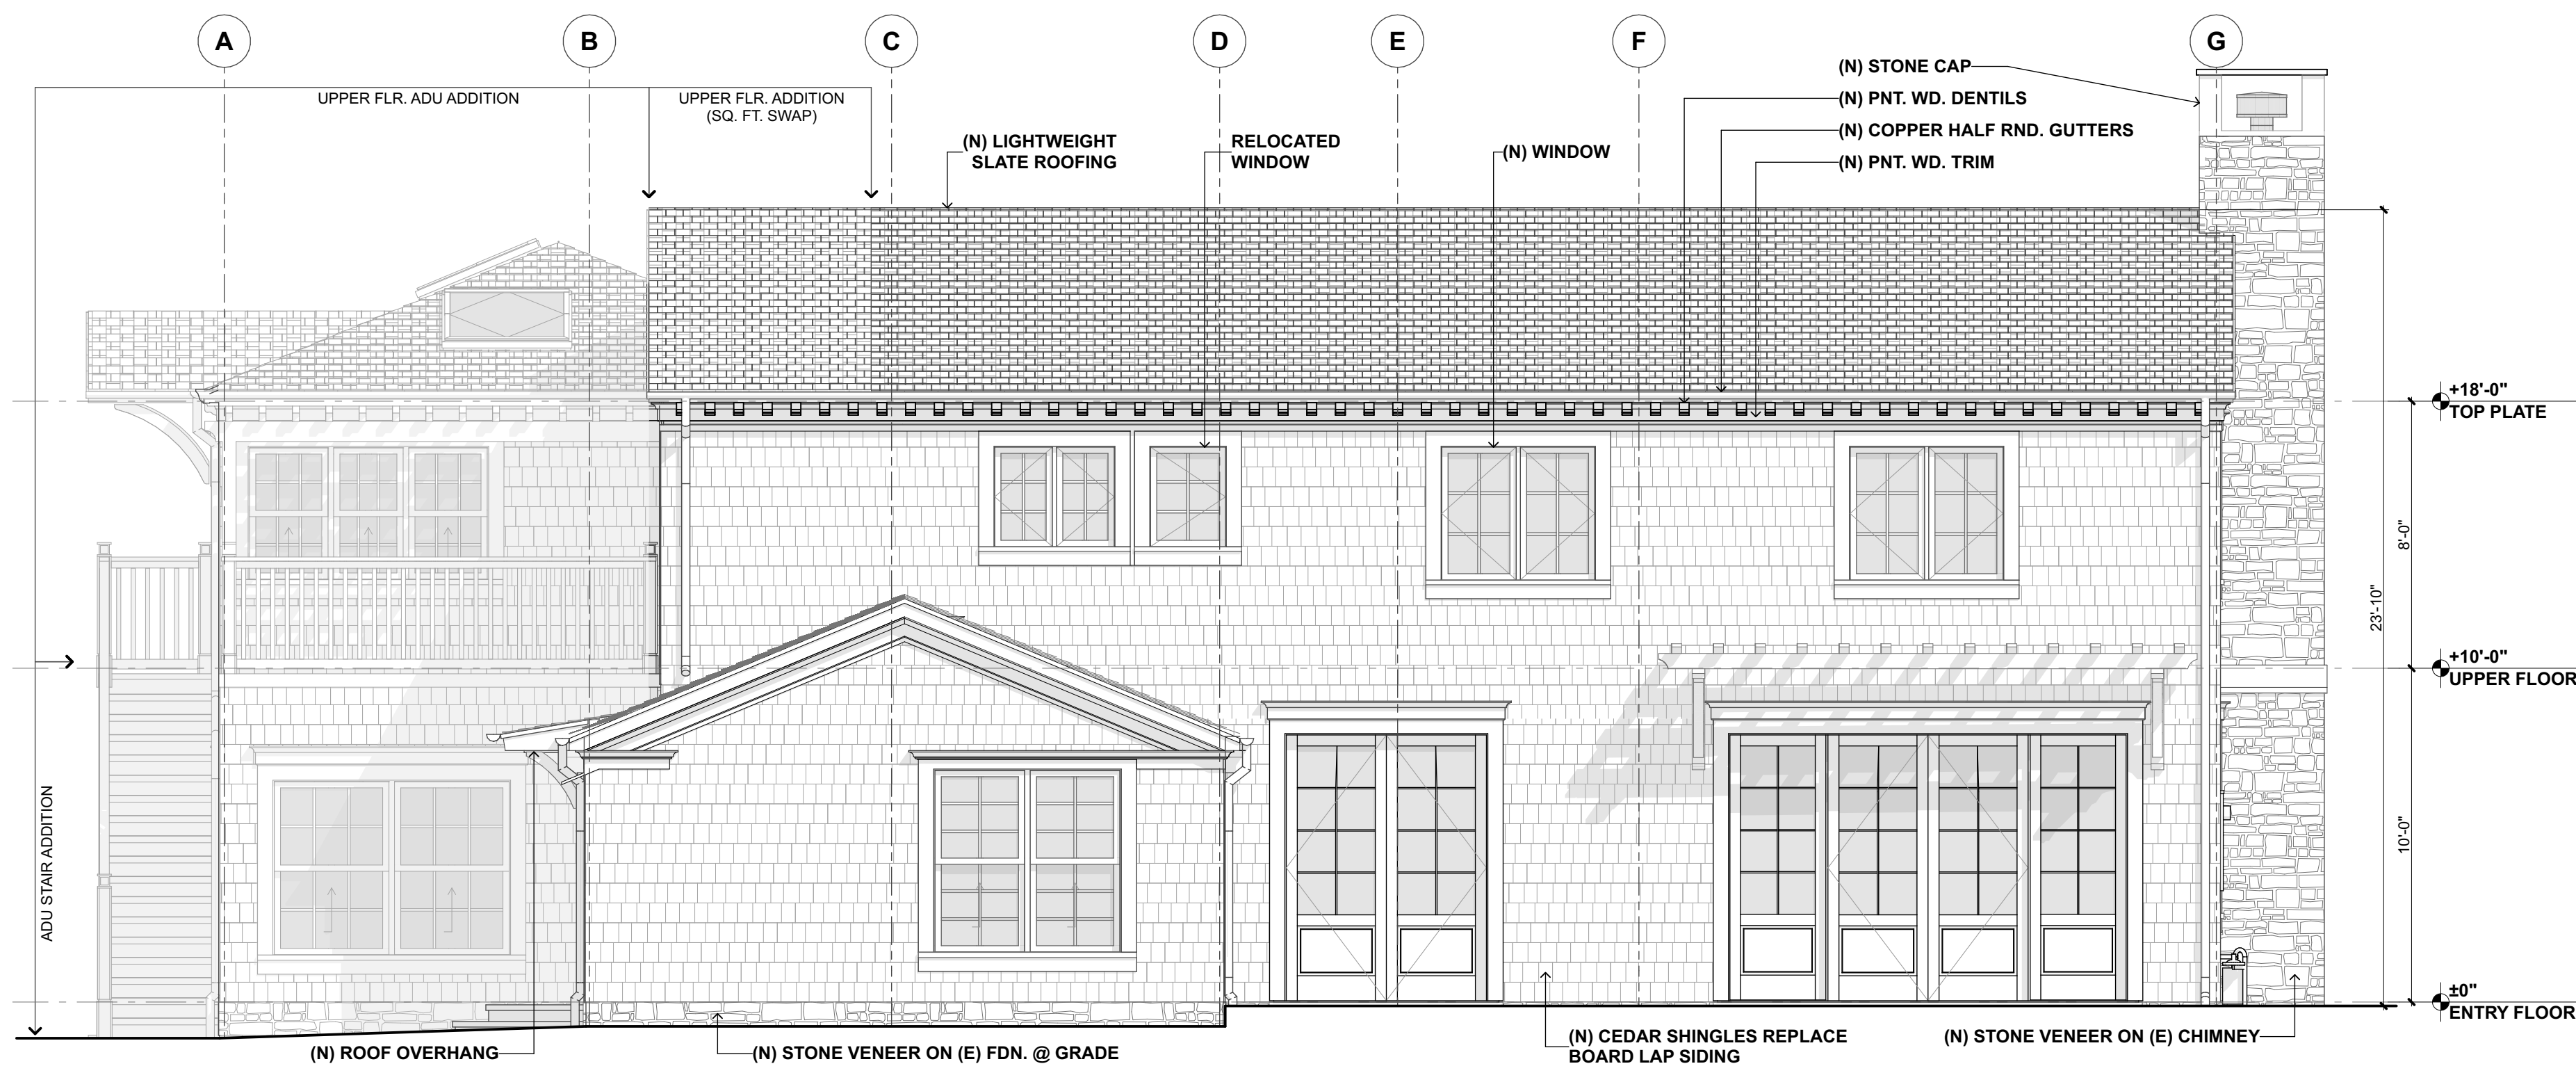 A
B
C
D
E
F
G
UPPER FLR. ADU ADDITION
UPPER FLR. ADDITION
(SQ. FT. SWAP)
(N) LIGHTWEIGHT
SLATE ROOFING
RELOCATED
WINDOW
(N) WINDOW
(N) STONE CAP
(N) PNT. WD. DENTILS
(N) COPPER HALF RND. GUTTERS
(N) PNT. WD. TRIM
+18'-0"
TOP PLATE
8'-0"
23'-10"
+10'-0"
UPPER FLOOR
10'-0"
±0"
ENTRY FLOOR
ADU STAIR ADDITION
(N) ROOF OVERHANG
(N) STONE VENEER ON (E) FDN. @ GRADE
(N) CEDAR SHINGLES REPLACE
BOARD LAP SIDING
(N) STONE VENEER ON (E) CHIMNEY